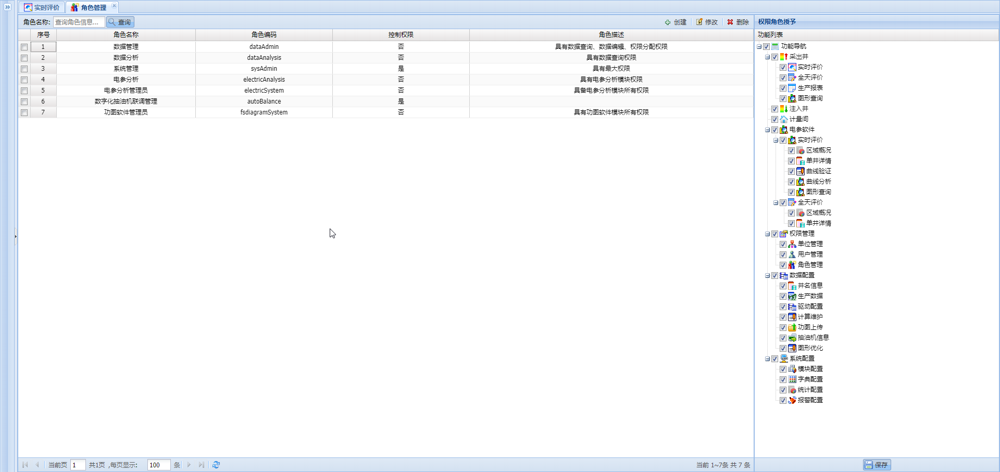 实时评价 角色管理
角色名称: 查询角色信息... 查询 创建 修改 删除
权限角色授予
序号 角色名称 角色编码 控制权限 角色描述
功能列表
1 数据管理 dataAdmin 否 具有数据查询、数据编辑、权限分配权限
2 数据分析 dataAnalysis 否 具有数据查询权限
3 系统管理 sysAdmin 是 具有最大权限
4 电参分析 electricAnalysis 否 具有电参分析模块权限
5 电参分析管理员 electricSystem 否 具备电参分析模块所有权限
6 数字化抽油机联调管理 autoBalance 是
7 功图软件管理员 fsdiagramSystem 否 具有功图软件模块所有权限
功能导航
采出井
实时评价
全天评价
生产报表
图形查询
注入井
计量间
电参软件
实时评价
区域概况
单井详情
曲线验证
曲线分析
图形查询
全天评价
区域概况
单井详情
权限管理
单位管理
用户管理
角色管理
数据配置
井名信息
生产数据
驱动配置
计算维护
功图上传
抽油机信息
图形优化
系统配置
模块配置
字典配置
统计配置
报警配置
当前页 1 共1页 ,每页显示: 100 条 当前 1~7条 共 7 条
保存